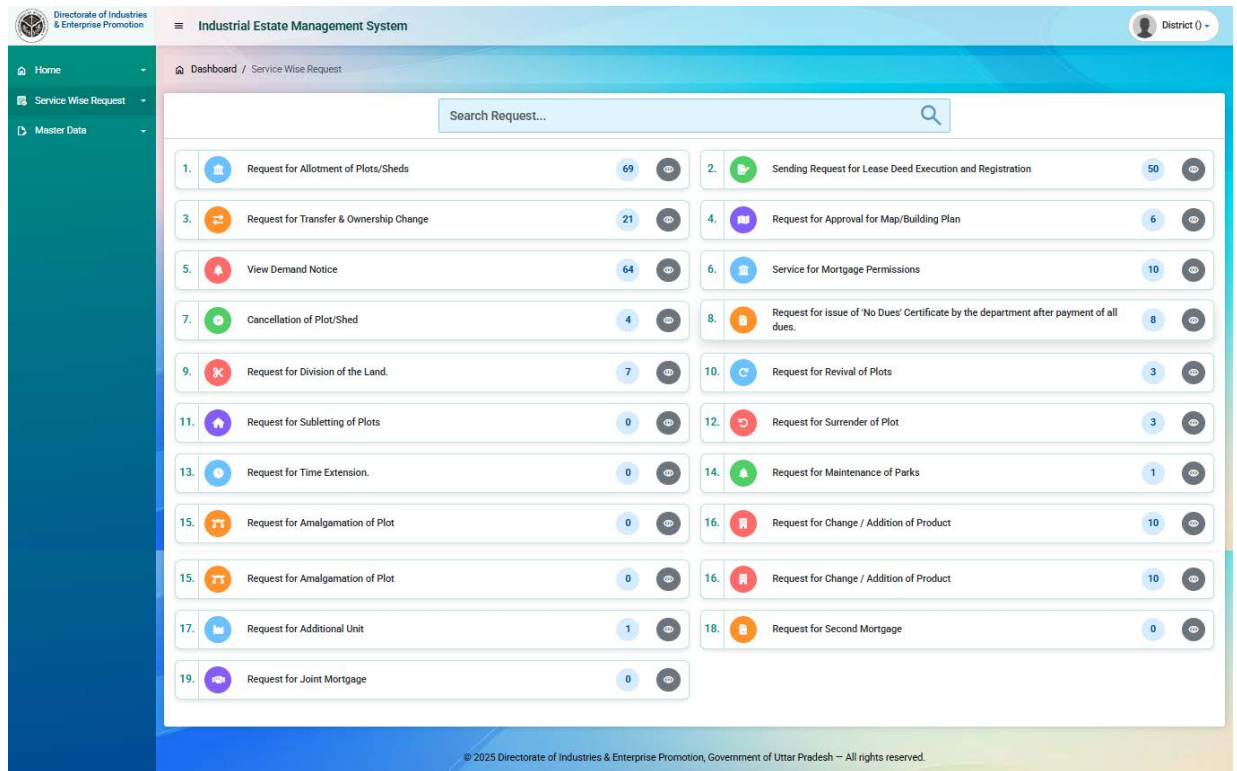 Directorate of Industries
& Enterprise Promotion
Industrial Estate Management System
District ()
Home
Service Wise Request
Master Data
Dashboard / Service Wise Request
Search Request...
1. Request for Allotment of Plots/Sheds 69
2. Sending Request for Lease Deed Execution and Registration 50
3. Request for Transfer & Ownership Change 21
4. Request for Approval for Map/Building Plan 6
5. View Demand Notice 64
6. Service for Mortgage Permissions 10
7. Cancellation of Plot/Shed 4
8. Request for issue of 'No Dues' Certificate by the department after payment of all
dues. 8
9. Request for Division of the Land. 7
10. Request for Revival of Plots 3
11. Request for Subletting of Plots 0
12. Request for Surrender of Plot 3
13. Request for Time Extension. 0
14. Request for Maintenance of Parks 1
15. Request for Amalgamation of Plot 0
16. Request for Change / Addition of Product 10
15. Request for Amalgamation of Plot 0
16. Request for Change / Addition of Product 10
17. Request for Additional Unit 1
18. Request for Second Mortgage 0
19. Request for Joint Mortgage 0
© 2025 Directorate of Industries & Enterprise Promotion, Government of Uttar Pradesh — All rights reserved.